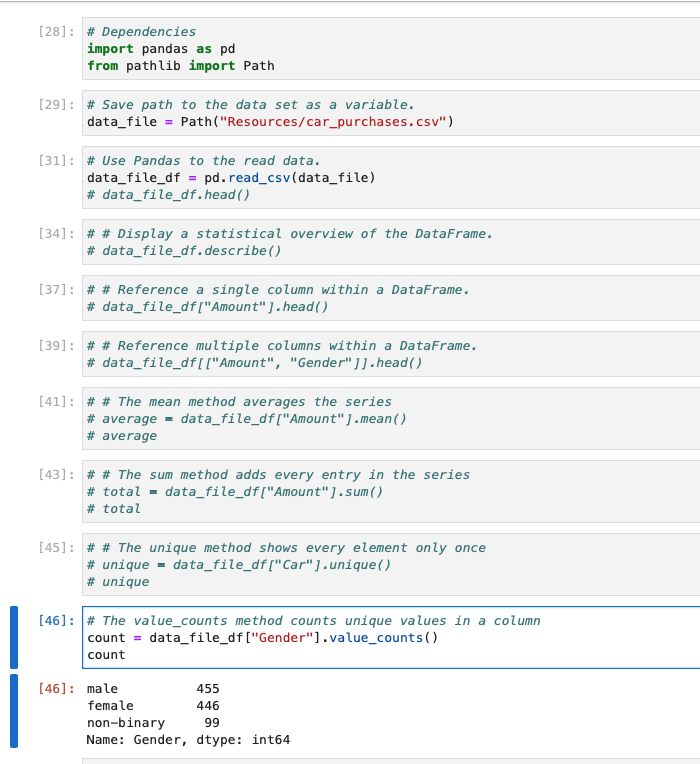 [28]: # Dependencies
import pandas as pd
from pathlib import Path
[29]: # Save path to the data set as a variable.
data_file = Path("Resources/car_purchases.csv")
[31]: # Use Pandas to the read data.
data_file_df = pd.read_csv(data_file)
# data_file_df.head()
[34]: # # Display a statistical overview of the DataFrame.
# data_file_df.describe()
[37]: # # Reference a single column within a DataFrame.
# data_file_df["Amount"].head()
[39]: # # Reference multiple columns within a DataFrame.
# data_file_df[["Amount", "Gender"]].head()
[41]: # # The mean method averages the series
# average = data_file_df["Amount"].mean()
# average
[43]: # # The sum method adds every entry in the series
# total = data_file_df["Amount"].sum()
# total
[45]: # # The unique method shows every element only once
# unique = data_file_df["Car"].unique()
# unique
[46]: # The value_counts method counts unique values in a column
count = data_file_df["Gender"].value_counts()
count
[46]: male 455
female 446
non-binary 99
Name: Gender, dtype: int64